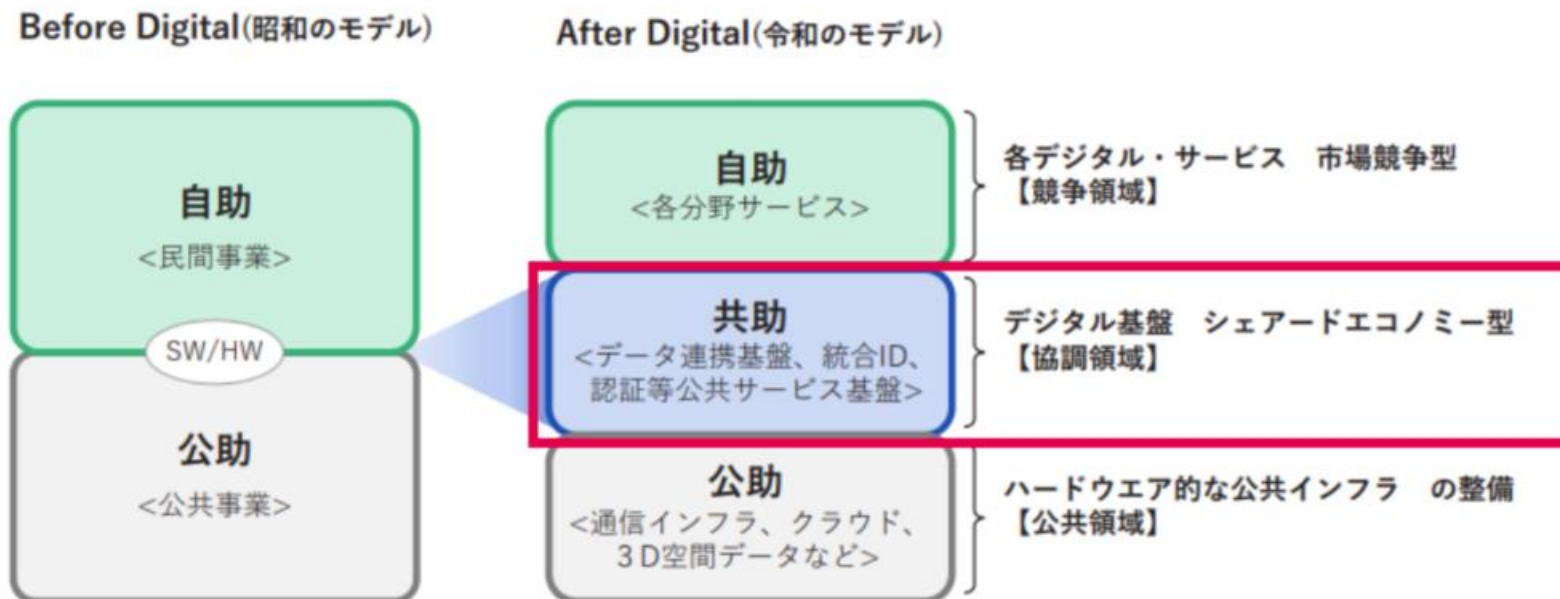 Before Digital(昭和のモデル)
After Digital(令和のモデル)
自助
<民間事業>
SW/HW
公助
<公共事業>
自助
<各分野サービス>
各デジタル・サービス　市場競争型
【競争領域】
共助
<データ連携基盤、統合ID、
認証等公共サービス基盤>
デジタル基盤　シェアードエコノミー型
【協調領域】
公助
<通信インフラ、クラウド、
３D空間データなど>
ハードウエア的な公共インフラ　の整備
【公共領域】